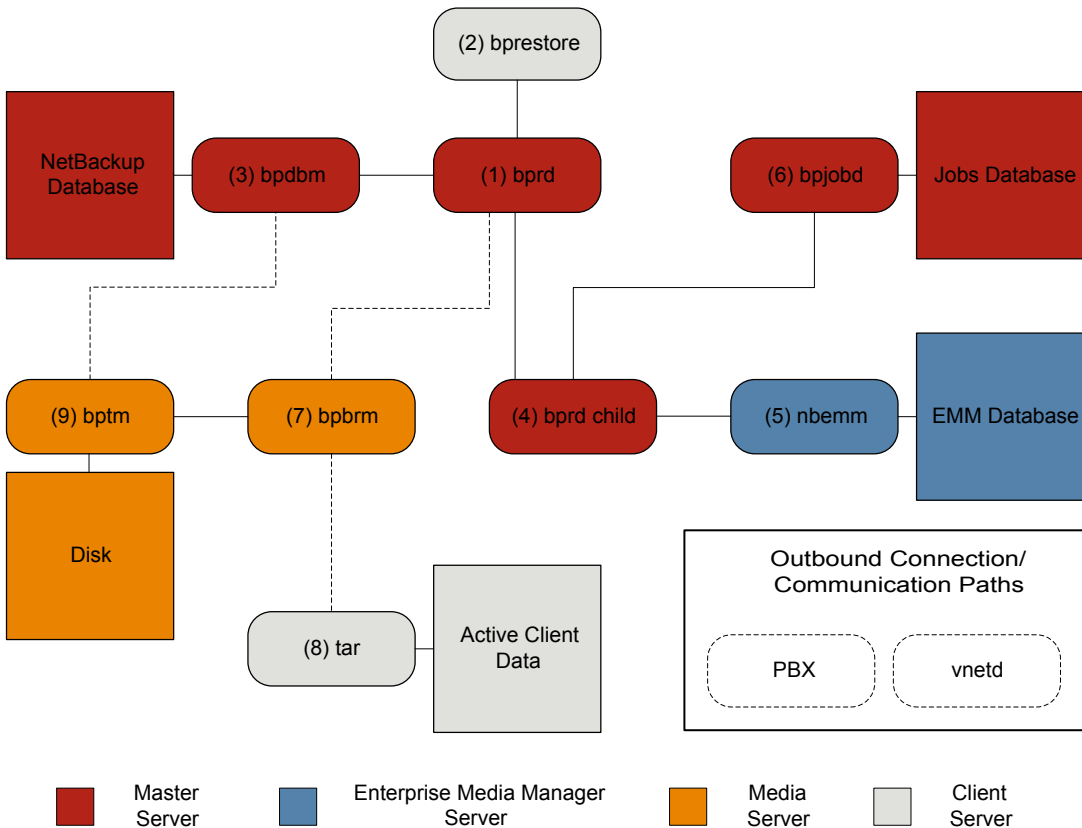 (2) bprestore
NetBackup
Database
(3) bpdbm
(1) bprd
(6) bpjobd
Jobs Database
(9) bptm
(7) bpbrm
(4) bprd child
(5) nbemm
EMM Database
Disk
(8) tar
Active Client
Data
Outbound Connection/
Communication Paths
PBX
vnetd
Master
Server
Enterprise Media Manager
Server
Media
Server
Client
Server